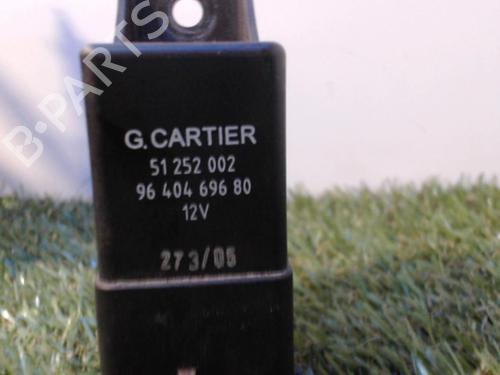 B-PARTS
G.CARTIER
51 252 002
96 404 696 80
12V
273/05